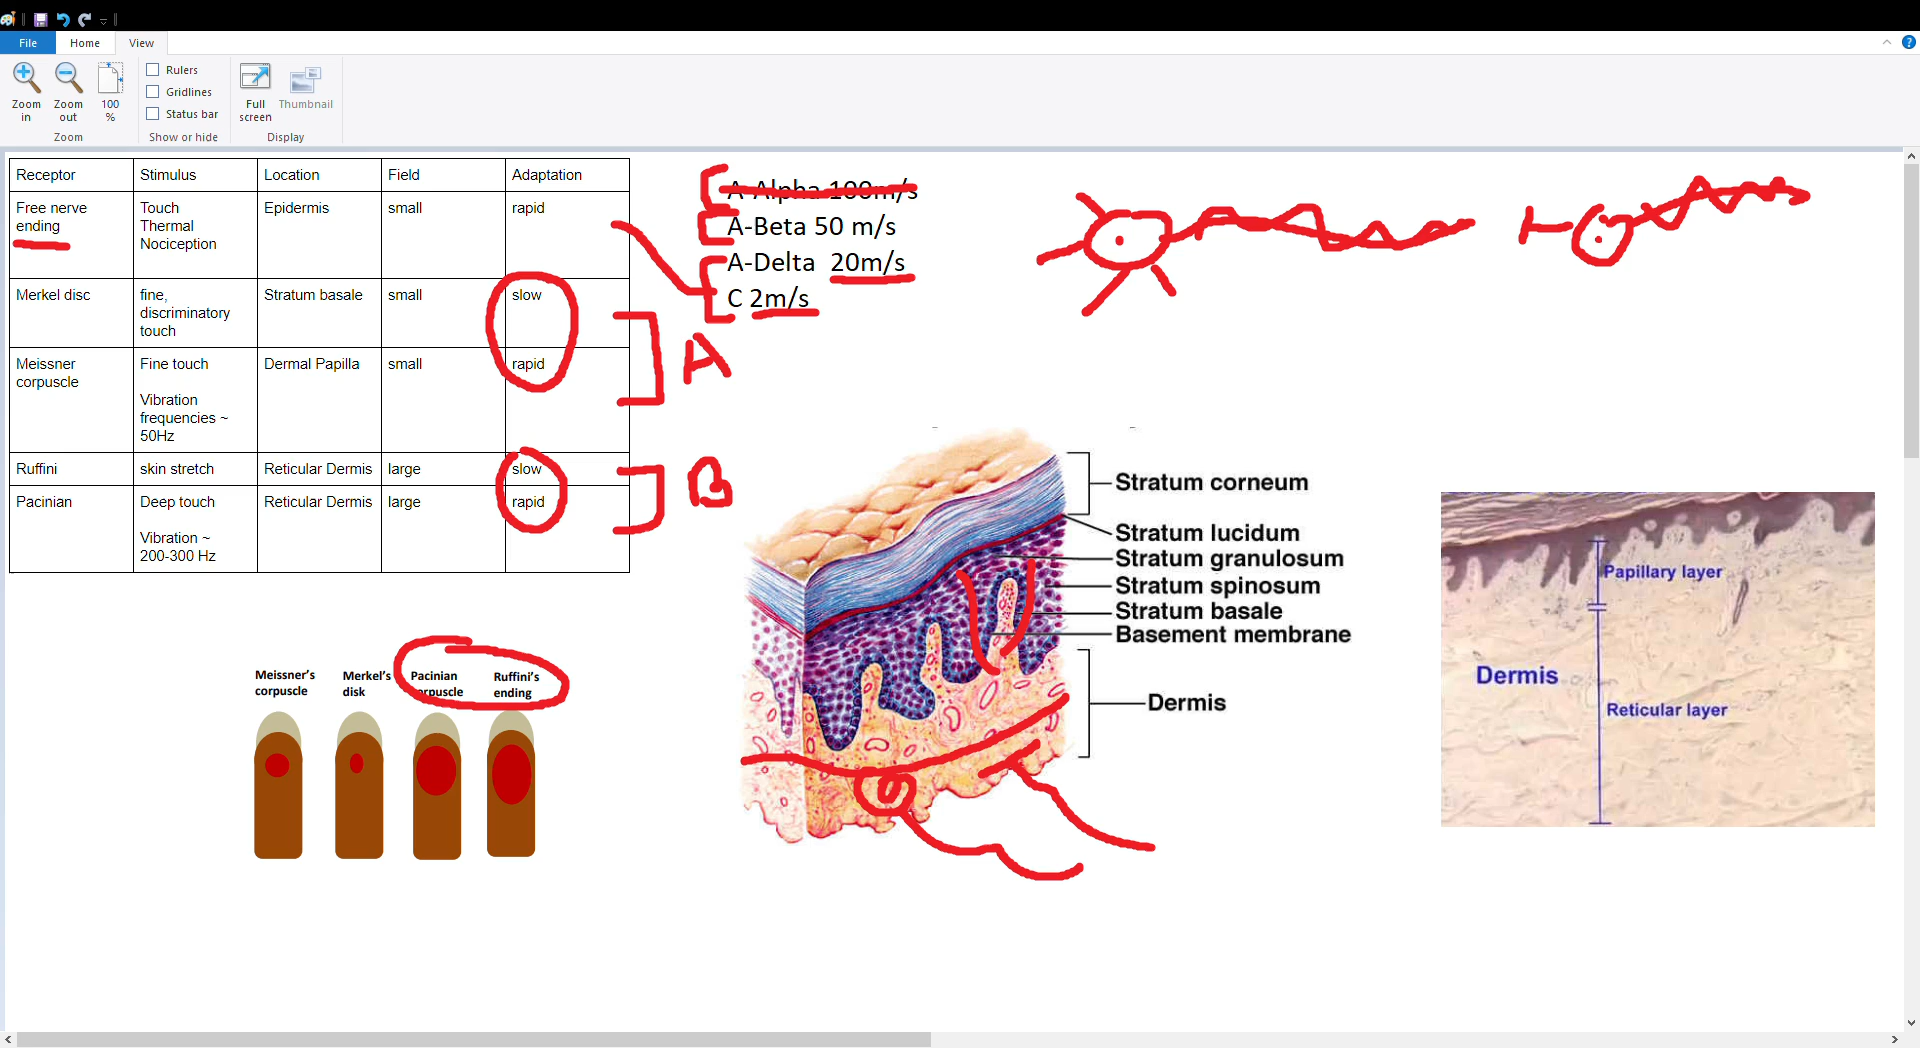 File Home View
Zoom in
Zoom out
100 %
Rulers
Gridlines
Status bar
Full screen
Thumbnail
Zoom
Show or hide
Display
Receptor Stimulus Location Field Adaptation
Free nerve ending
Touch
Thermal
Nociception
Epidermis
small
rapid
Merkel disc
fine,
discriminatory
touch
Stratum basale
small
slow
Meissner
corpuscle
Fine touch
Vibration
frequencies ~
50Hz
Dermal Papilla
small
rapid
Ruffini
skin stretch
Reticular Dermis
large
slow
Pacinian
Deep touch
Vibration ~
200-300 Hz
Reticular Dermis
large
rapid
A-Alpha 100m/s
A-Beta 50 m/s
A-Delta 20m/s
C 2m/s
A
B
Meissner's
corpuscle
Merkel's
disk
Pacinian
corpuscle
Ruffini's
ending
Stratum corneum
Stratum lucidum
Stratum granulosum
Stratum spinosum
Stratum basale
Basement membrane
Dermis
Papillary layer
Dermis
Reticular layer